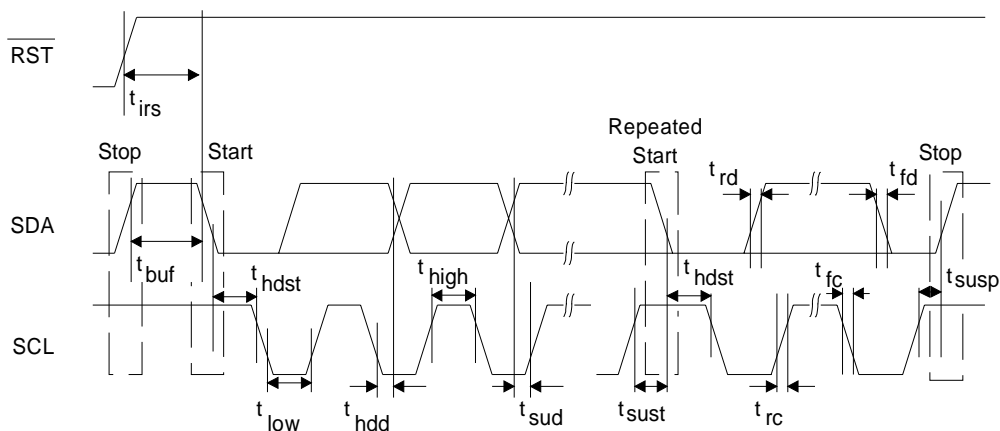 RST
t irs
Repeated
Stop Start Start Stop
t rd t fd
SDA
t buf t hdst t high t hdst t fc t susp
SCL
t low t hdd t sud t sust t rc